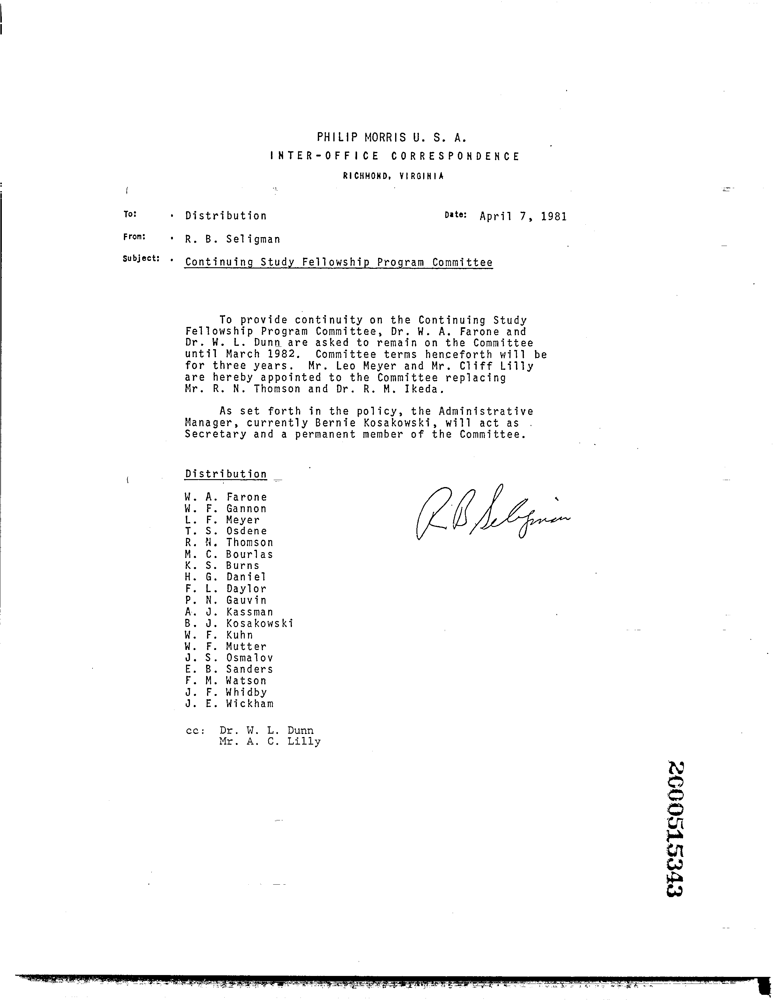 PHILIP MORRIS U. S. A.
INTER-OFFICE CORRESPONDENCE
RICHMOND, VIRGINIA
To: • Distribution Date: April 7, 1981
From: • R. B. Seligman
Subject: • Continuing Study Fellowship Program Committee
To provide continuity on the Continuing Study
Fellowship Program Committee, Dr. W. A. Farone and
Dr. W. L. Dunn are asked to remain on the Committee
until March 1982. Committee terms henceforth will be
for three years. Mr. Leo Meyer and Mr. Cliff Lilly
are hereby appointed to the Committee replacing
Mr. R. N. Thomson and Dr. R. M. Ikeda.
As set forth in the policy, the Administrative
Manager, currently Bernie Kosakowski, will act as
Secretary and a permanent member of the Committee.
Distribution
W. A. Farone
W. F. Gannon
L. F. Meyer
T. S. Osdene
R. N. Thomson
M. C. Bourlas
K. S. Burns
H. G. Daniel
F. L. Daylor
P. N. Gauvin
A. J. Kassman
B. J. Kosakowski
W. F. Kuhn
W. F. Mutter
J. S. Osmalov
E. B. Sanders
F. M. Watson
J. F. Whidby
J. E. Wickham
RB Seligman
cc: Dr. W. L. Dunn
Mr. A. C. Lilly
2000515343